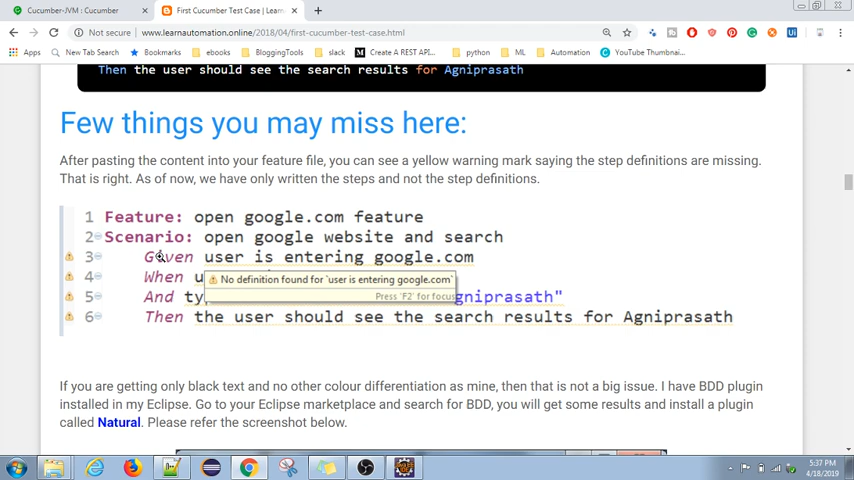 Cucumber-JVM : Cucumber
First Cucumber Test Case | Learn
Not secure
www.learnautomation.online/2018/04/first-cucumber-test-case.html
Apps
New Tab Search
Bookmarks
ebooks
BloggingTools
slack
Create A REST API...
python
ML
Automation
YouTube Thumbnai...
Then the user should see the search results for Agniprasath
Few things you may miss here:
After pasting the content into your feature file, you can see a yellow warning mark saying the step definitions are missing.
That is right. As of now, we have only written the steps and not the step definitions.
1 Feature: open google.com feature
2 Scenario: open google website and search
3 Given user is entering google.com
4 When u
No definition found for `user is entering google.com`
Press 'F2' for focus
5 And ty gniprasath"
6 Then the user should see the search results for Agniprasath
If you are getting only black text and no other colour differentiation as mine, then that is not a big issue. I have BDD plugin
installed in my Eclipse. Go to your Eclipse marketplace and search for BDD, you will get some results and install a plugin
called Natural. Please refer the screenshot below.
5:37 PM
4/18/2019